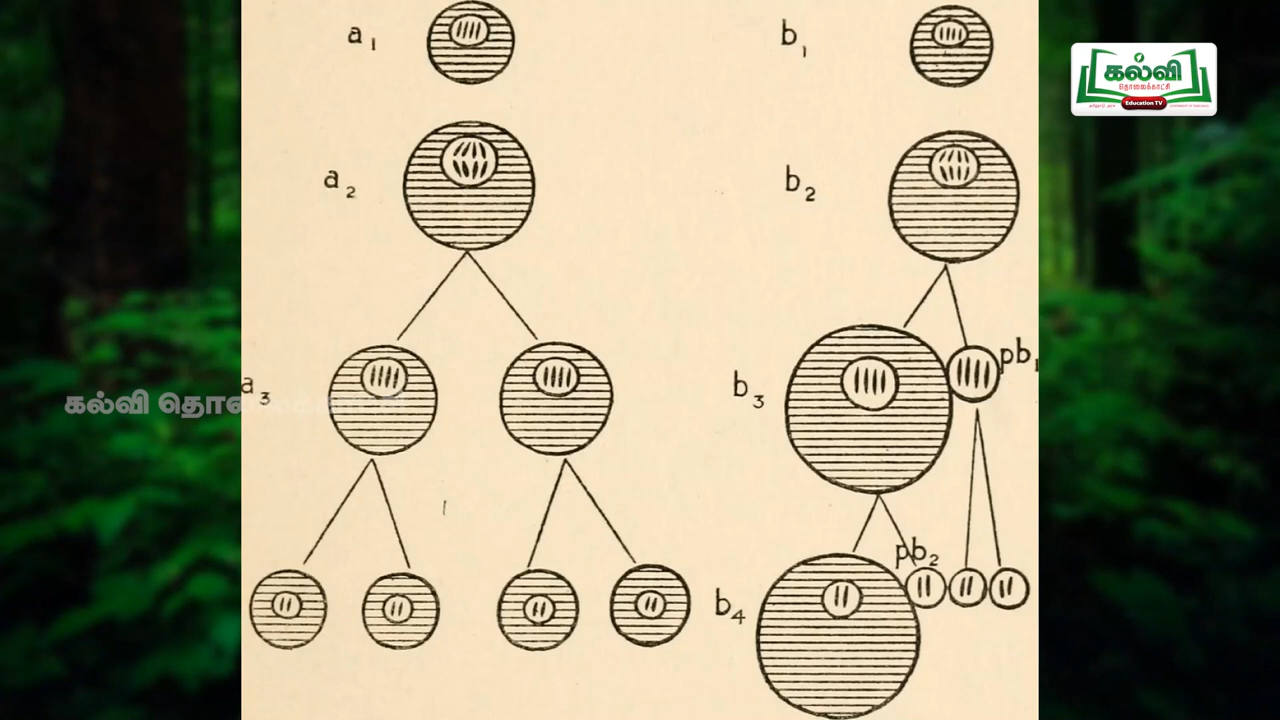 a₁
b₁
கல்வி
தொலைக்காட்சி
Education TV
a₂
b₂
a₃
கல்வி தொலைக்காட்சி
b₃
pb₁
pb₂
b₄